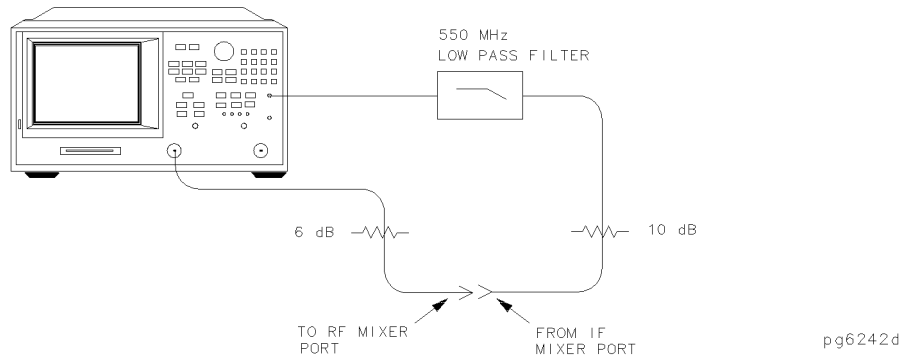 550 MHz
LOW PASS FILTER
6 dB
10 dB
TO RF MIXER
PORT
FROM IF
MIXER PORT
pg6242d